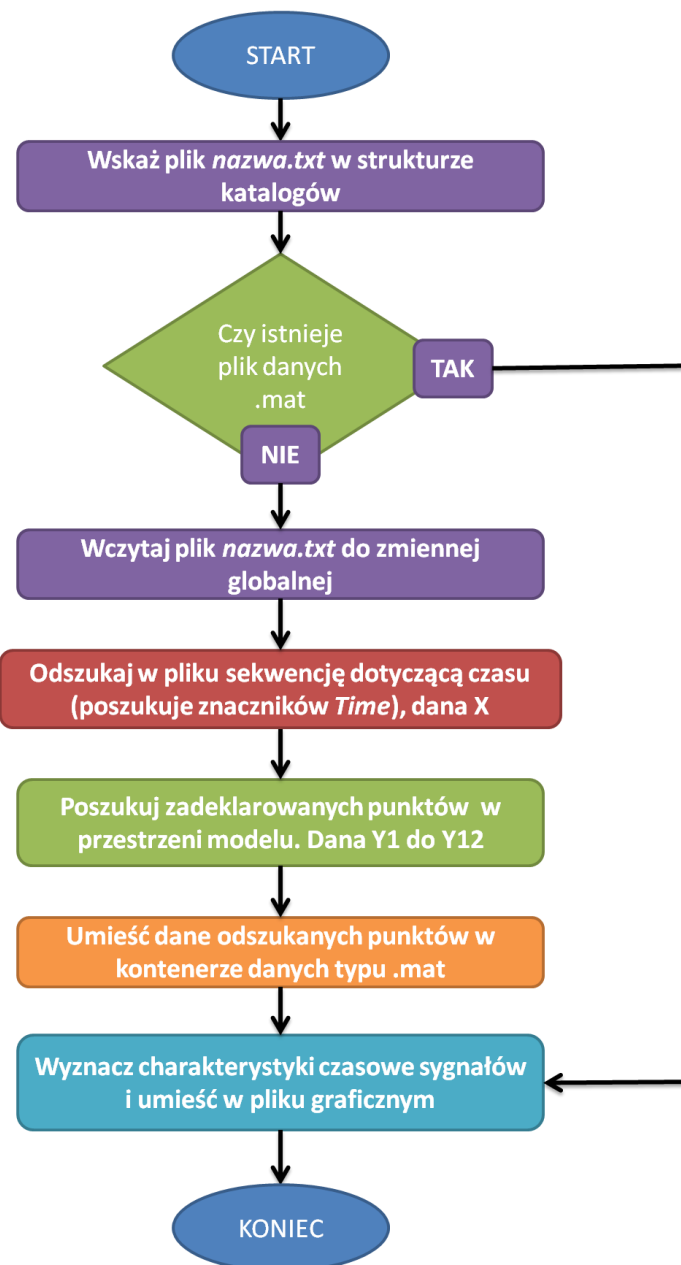 START
Wskaż plik nazwa.txt w strukturze
katalogów
Czy istnieje
plik danych
.mat
TAK
NIE
Wczytaj plik nazwa.txt do zmiennej
globalnej
Odszukaj w pliku sekwencję dotyczącą czasu
(poszukuje znaczników Time), dana X
Poszukuj zadeklarowanych punktów w
przestrzeni modelu. Dana Y1 do Y12
Umieść dane odszukanych punktów w
kontenerze danych typu .mat
Wyznacz charakterystyki czasowe sygnałów
i umieść w pliku graficznym
KONIEC